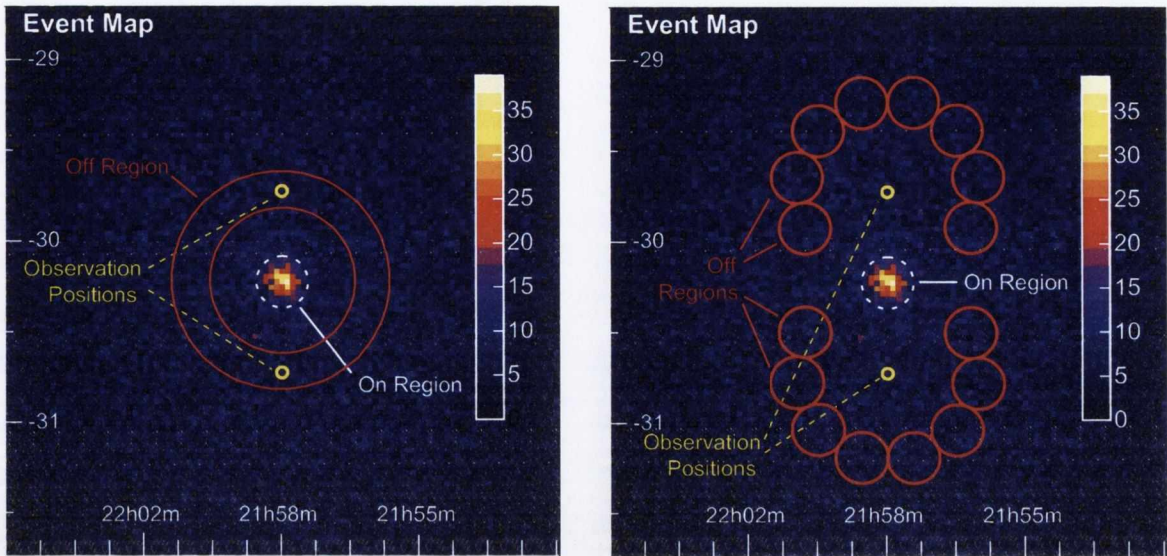 Event Map
-29
35
30
25
20
15
10
5
Off Region
-30
Observation
Positions
On Region
-31
22h02m
21h58m
21h55m
Event Map
-29
35
30
25
20
15
10
5
0
-30
Off
Regions
On Region
-31
Observation
Positions
22h02m
21h58m
21h55m